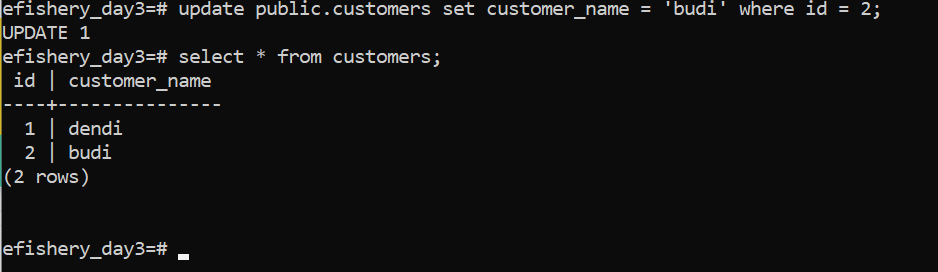 efishery_day3=# update public.customers set customer_name = 'budi' where id = 2;
UPDATE 1
efishery_day3=# select * from customers;
 id | customer_name
----+---------------
  1 | dendi
  2 | budi
(2 rows)
efishery_day3=#